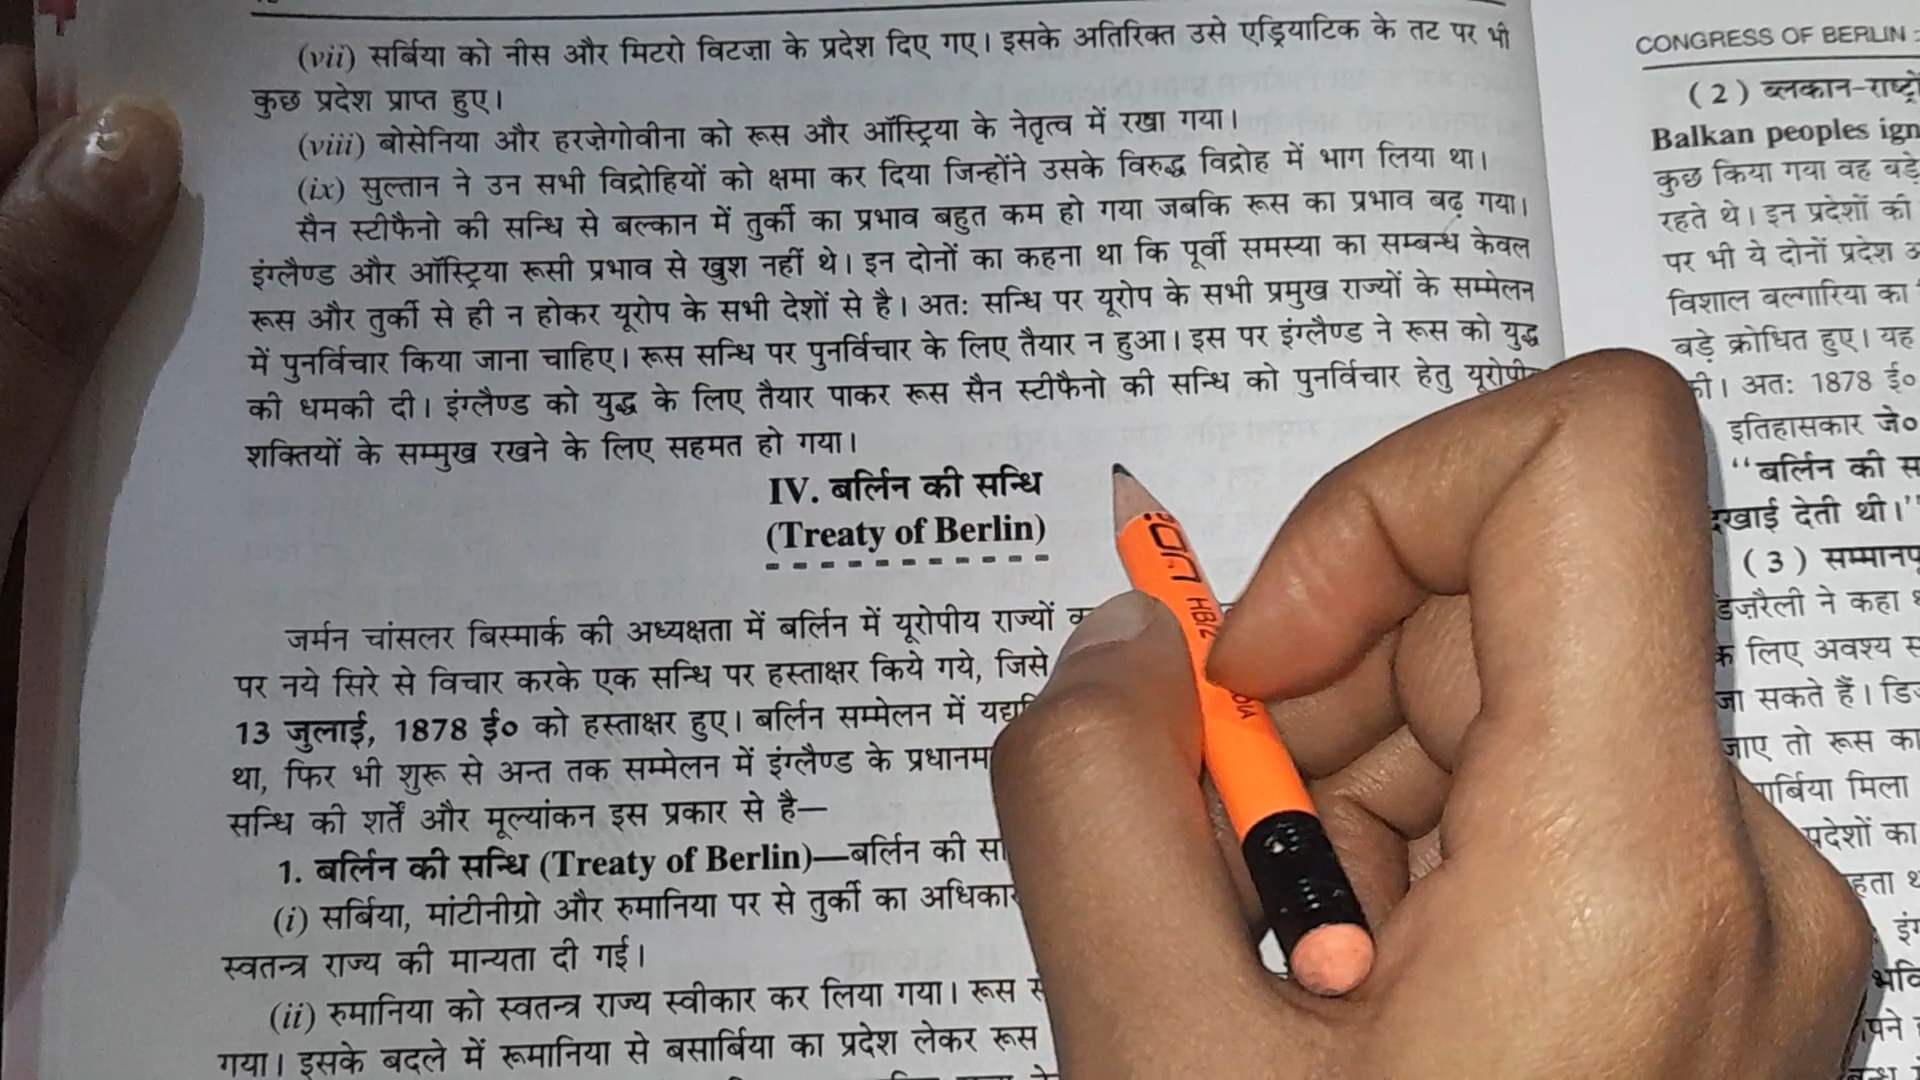 (vii) सर्बिया को नीस और मिटरो विटज़ा के प्रदेश दिए गए। इसके अतिरिक्त उसे एड्रियाटिक के तट पर भी
कुछ प्रदेश प्राप्त हुए।
(viii) बोसेनिया और हरज़ेगोवीना को रूस और ऑस्ट्रिया के नेतृत्व में रखा गया।
(ix) सुल्तान ने उन सभी विद्रोहियों को क्षमा कर दिया जिन्होंने उसके विरुद्ध विद्रोह में भाग लिया था।
सैन स्टीफैनो की सन्धि से बल्कान में तुर्की का प्रभाव बहुत कम हो गया जबकि रूस का प्रभाव बढ़ गया।
इंग्लैण्ड और ऑस्ट्रिया रूसी प्रभाव से खुश नहीं थे। इन दोनों का कहना था कि पूर्वी समस्या का सम्बन्ध केवल
रूस और तुर्की से ही न होकर यूरोप के सभी देशों से है। अतः सन्धि पर यूरोप के सभी प्रमुख राज्यों के सम्मेलन
में पुनर्विचार किया जाना चाहिए। रूस सन्धि पर पुनर्विचार के लिए तैयार न हुआ। इस पर इंग्लैण्ड ने रूस को युद्ध
की धमकी दी। इंग्लैण्ड को युद्ध के लिए तैयार पाकर रूस सैन स्टीफैनो की सन्धि को पुनर्विचार हेतु
शक्तियों के सम्मुख रखने के लिए सहमत हो गया।
IV. बर्लिन की सन्धि
(Treaty of Berlin)
जर्मन चांसलर बिस्मार्क की अध्यक्षता में बर्लिन में यूरोपीय राज्यों
पर नये सिरे से विचार करके एक सन्धि पर हस्ताक्षर किये गये, जिसे
13 जुलाई, 1878 ई० को हस्ताक्षर हुए। बर्लिन सम्मेलन में
था, फिर भी शुरू से अन्त तक सम्मेलन में इंग्लैण्ड के
सन्धि की शर्तें और मूल्यांकन इस प्रकार से है—
1. बर्लिन की सन्धि (Treaty of Berlin)—बर्लिन की
(i) सर्बिया, मांटीनीग्रो और रुमानिया पर से तुर्की का
स्वतन्त्र राज्य की मान्यता दी गई।
(ii) रुमानिया को स्वतन्त्र राज्य स्वीकार कर लिया गया। रूस
गया। इसके बदले में रूमानिया से बसार्बिया का प्रदेश लेकर रूस
CONGRESS OF BERLIN :
(2) ब्लकान-राष्ट्रों
Balkan peoples
कुछ किया गया वह बड़े
रहते थे। इन प्रदेशों की
पर भी ये दोनों प्रदेश
विशाल बल्गारिया का
बड़े क्रोधित हुए। यह
की। अतः 1878 ई०
इतिहासकार जे०
"बर्लिन की
देती थी।"
(3)
ने कहा
लिए अवश्य
सकते हैं।
जाए तो रूस का
मिला
प्रदेशों का